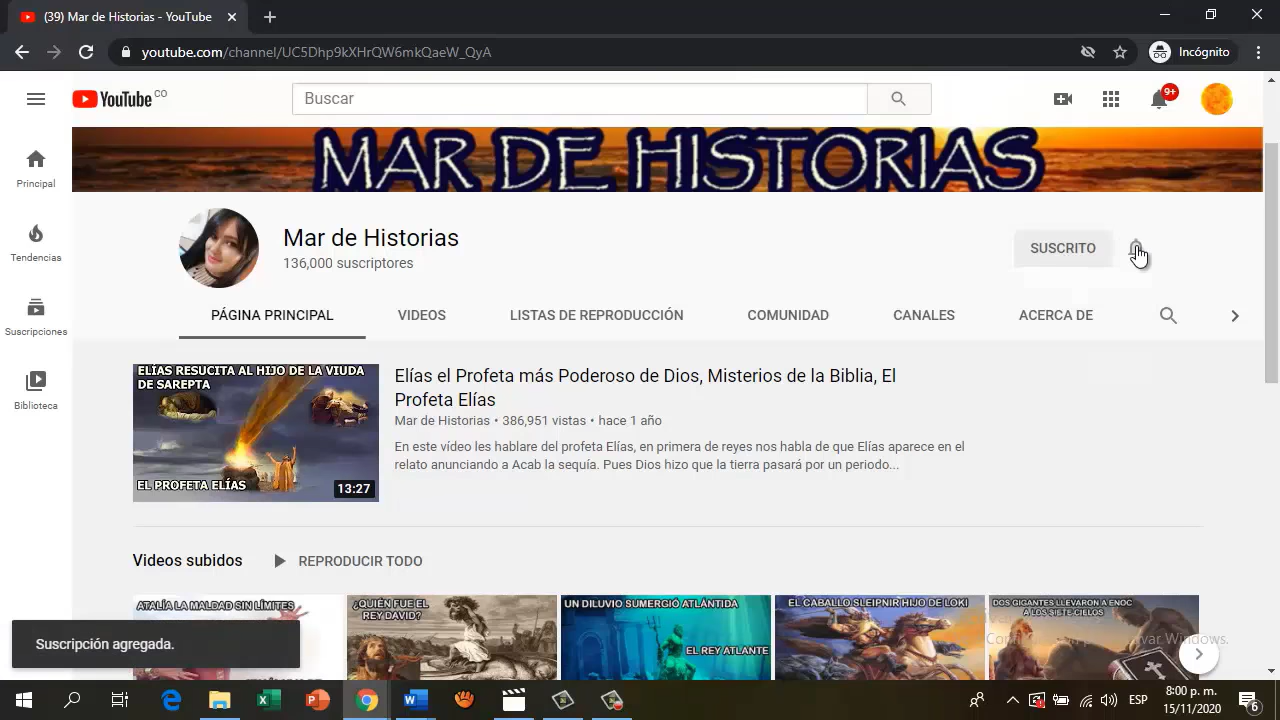 (39) Mar de Historias - YouTube
youtube.com/channel/UC5Dhp9kXHrQW6mkQaeW_QyA
Incógnito
YouTube CO
Buscar
9+
MAR DE HISTORIAS
Principal
Tendencias
Suscripciones
Biblioteca
Mar de Historias
136,000 suscriptores
SUSCRITO
PÁGINA PRINCIPAL
VIDEOS
LISTAS DE REPRODUCCIÓN
COMUNIDAD
CANALES
ACERCA DE
ELÍAS RESUCITA AL HIJO DE LA VIUDA
DE SAREPTA
EL PROFETA ELÍAS
13:27
Elías el Profeta más Poderoso de Dios, Misterios de la Biblia, El
Profeta Elías
Mar de Historias • 386,951 vistas • hace 1 año
En este vídeo les hablare del profeta Elías, en primera de reyes nos habla de que Elías aparece en el
relato anunciando a Acab la sequía. Pues Dios hizo que la tierra pasará por un periodo...
Videos subidos
REPRODUCIR TODO
ATALÍA LA MALDAD SIN LÍMITES
¿QUIÉN FUE EL
REY DAVID?
UN DILUVIO SUMERGIÓ ATLÁNTIDA
EL REY ATLANTE
EL CABALLO SLEIPNIR HIJO DE LOKI
DOS GIGANTES LLEVARON A ENOC
A LOS SIETE CIELOS
Suscripción agregada.
Windows.
ESP
8:00 p. m.
15/11/2020
6